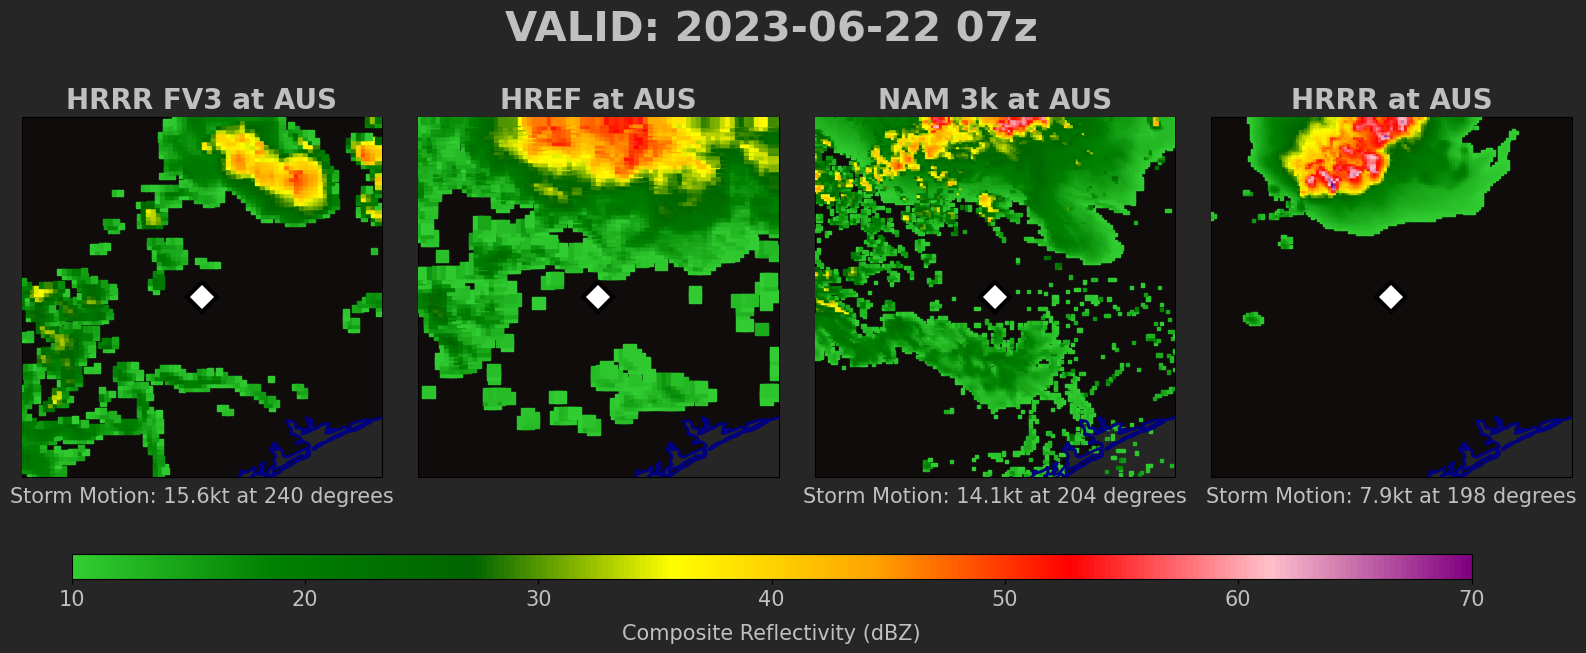 VALID: 2023-06-22 07z
HRRR FV3 at AUS
HREF at AUS
NAM 3k at AUS
HRRR at AUS
Storm Motion: 15.6kt at 240 degrees
Storm Motion: 14.1kt at 204 degrees
Storm Motion: 7.9kt at 198 degrees
10 20 30 40 50 60 70
Composite Reflectivity (dBZ)